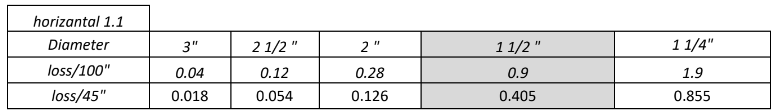 horizantal 1.1
Diameter 3" 2 1/2 " 2 " 1 1/2 " 1 1/4"
loss/100" 0.04 0.12 0.28 0.9 1.9
loss/45" 0.018 0.054 0.126 0.405 0.855